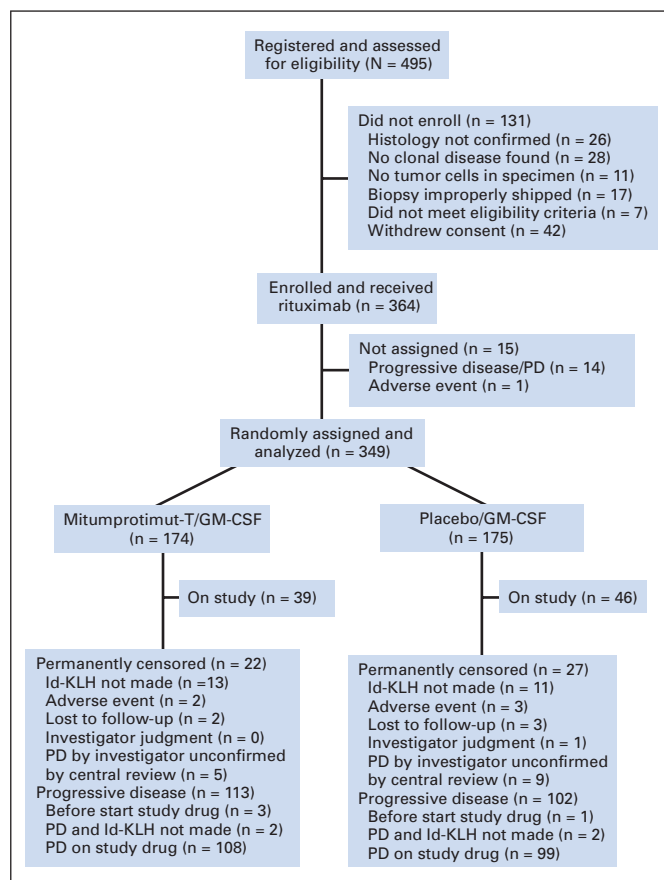 Registered and assessed
for eligibility (N = 495)
Did not enroll (n = 131)
Histology not confirmed (n = 26)
No clonal disease found (n = 28)
No tumor cells in specimen (n = 11)
Biopsy improperly shipped (n = 17)
Did not meet eligibility criteria (n = 7)
Withdrew consent (n = 42)
Enrolled and received
rituximab (n = 364)
Not assigned (n = 15)
Progressive disease/PD (n = 14)
Adverse event (n = 1)
Randomly assigned and
analyzed (n = 349)
Mitumprotimut-T/GM-CSF
(n = 174)
On study (n = 39)
Permanently censored (n = 22)
Id-KLH not made (n =13)
Adverse event (n = 2)
Lost to follow-up (n = 2)
Investigator judgment (n = 0)
PD by investigator unconfirmed
by central review (n = 5)
Progressive disease (n = 113)
Before start study drug (n = 3)
PD and Id-KLH not made (n = 2)
PD on study drug (n = 108)
Placebo/GM-CSF
(n = 175)
On study (n = 46)
Permanently censored (n = 27)
Id-KLH not made (n = 11)
Adverse event (n = 3)
Lost to follow-up (n = 3)
Investigator judgment (n = 1)
PD by investigator unconfirmed
by central review (n = 9)
Progressive disease (n = 102)
Before start study drug (n = 1)
PD and Id-KLH not made (n = 2)
PD on study drug (n = 99)